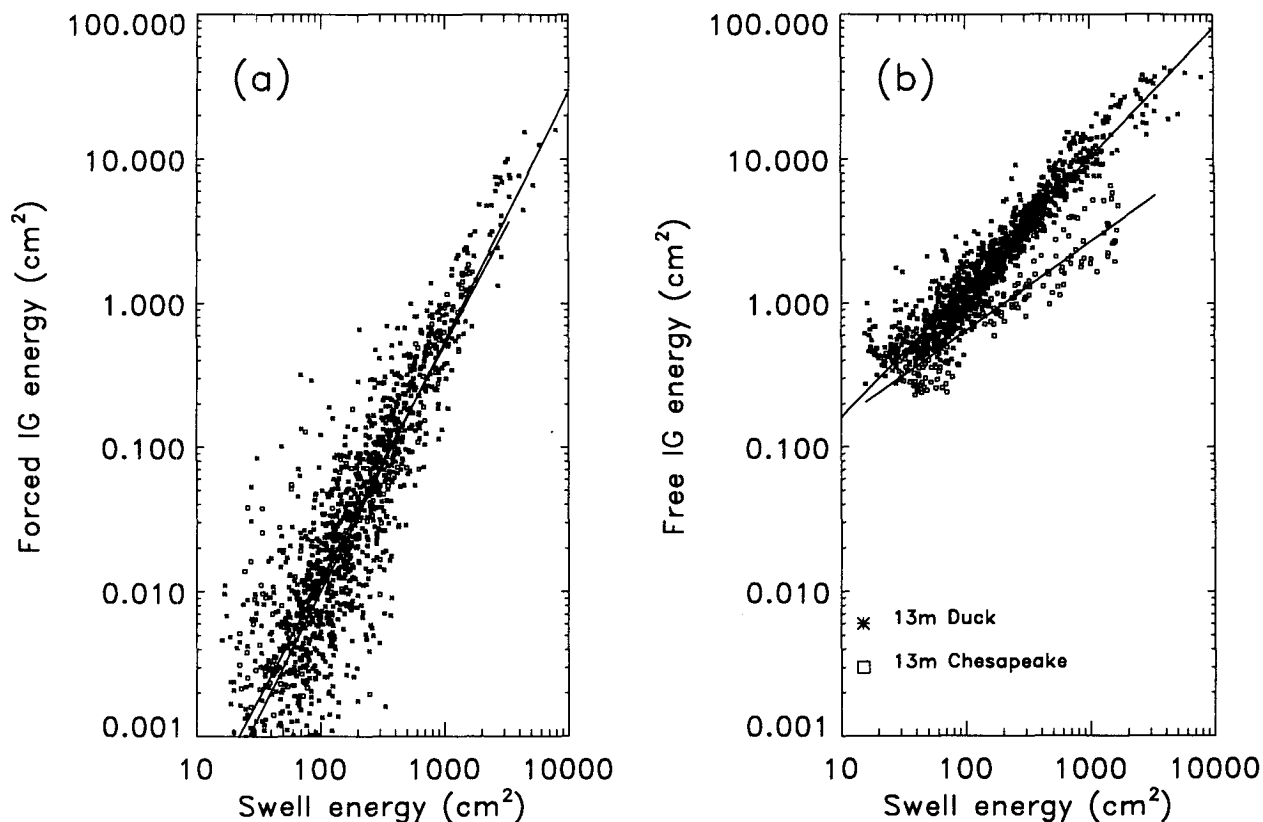 (a)
100.000
10.000
1.000
0.100
0.010
0.001
Forced IG energy (cm²)
10 100 1000 10000
Swell energy (cm²)
(b)
100.000
10.000
1.000
0.100
0.010
0.001
Free IG energy (cm²)
13m Duck
13m Chesapeake
10 100 1000 10000
Swell energy (cm²)